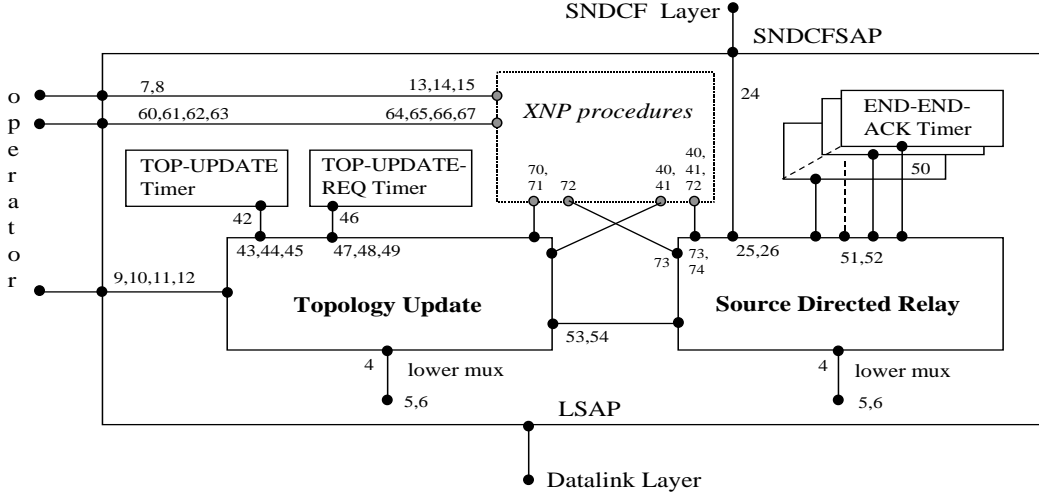 SNDCF Layer
SNDCFSAP
operator
7,8
13,14,15
60,61,62,63
64,65,66,67
XNP procedures
24
END-END-
ACK Timer
50
TOP-UPDATE
Timer
TOP-UPDATE-
REQ Timer
70,
71
72
40,
41
40,
41,
72
42
46
43,44,45
47,48,49
73
73,
74
25,26
51,52
9,10,11,12
Topology Update
Source Directed Relay
53,54
4
lower mux
5,6
4
lower mux
5,6
LSAP
Datalink Layer